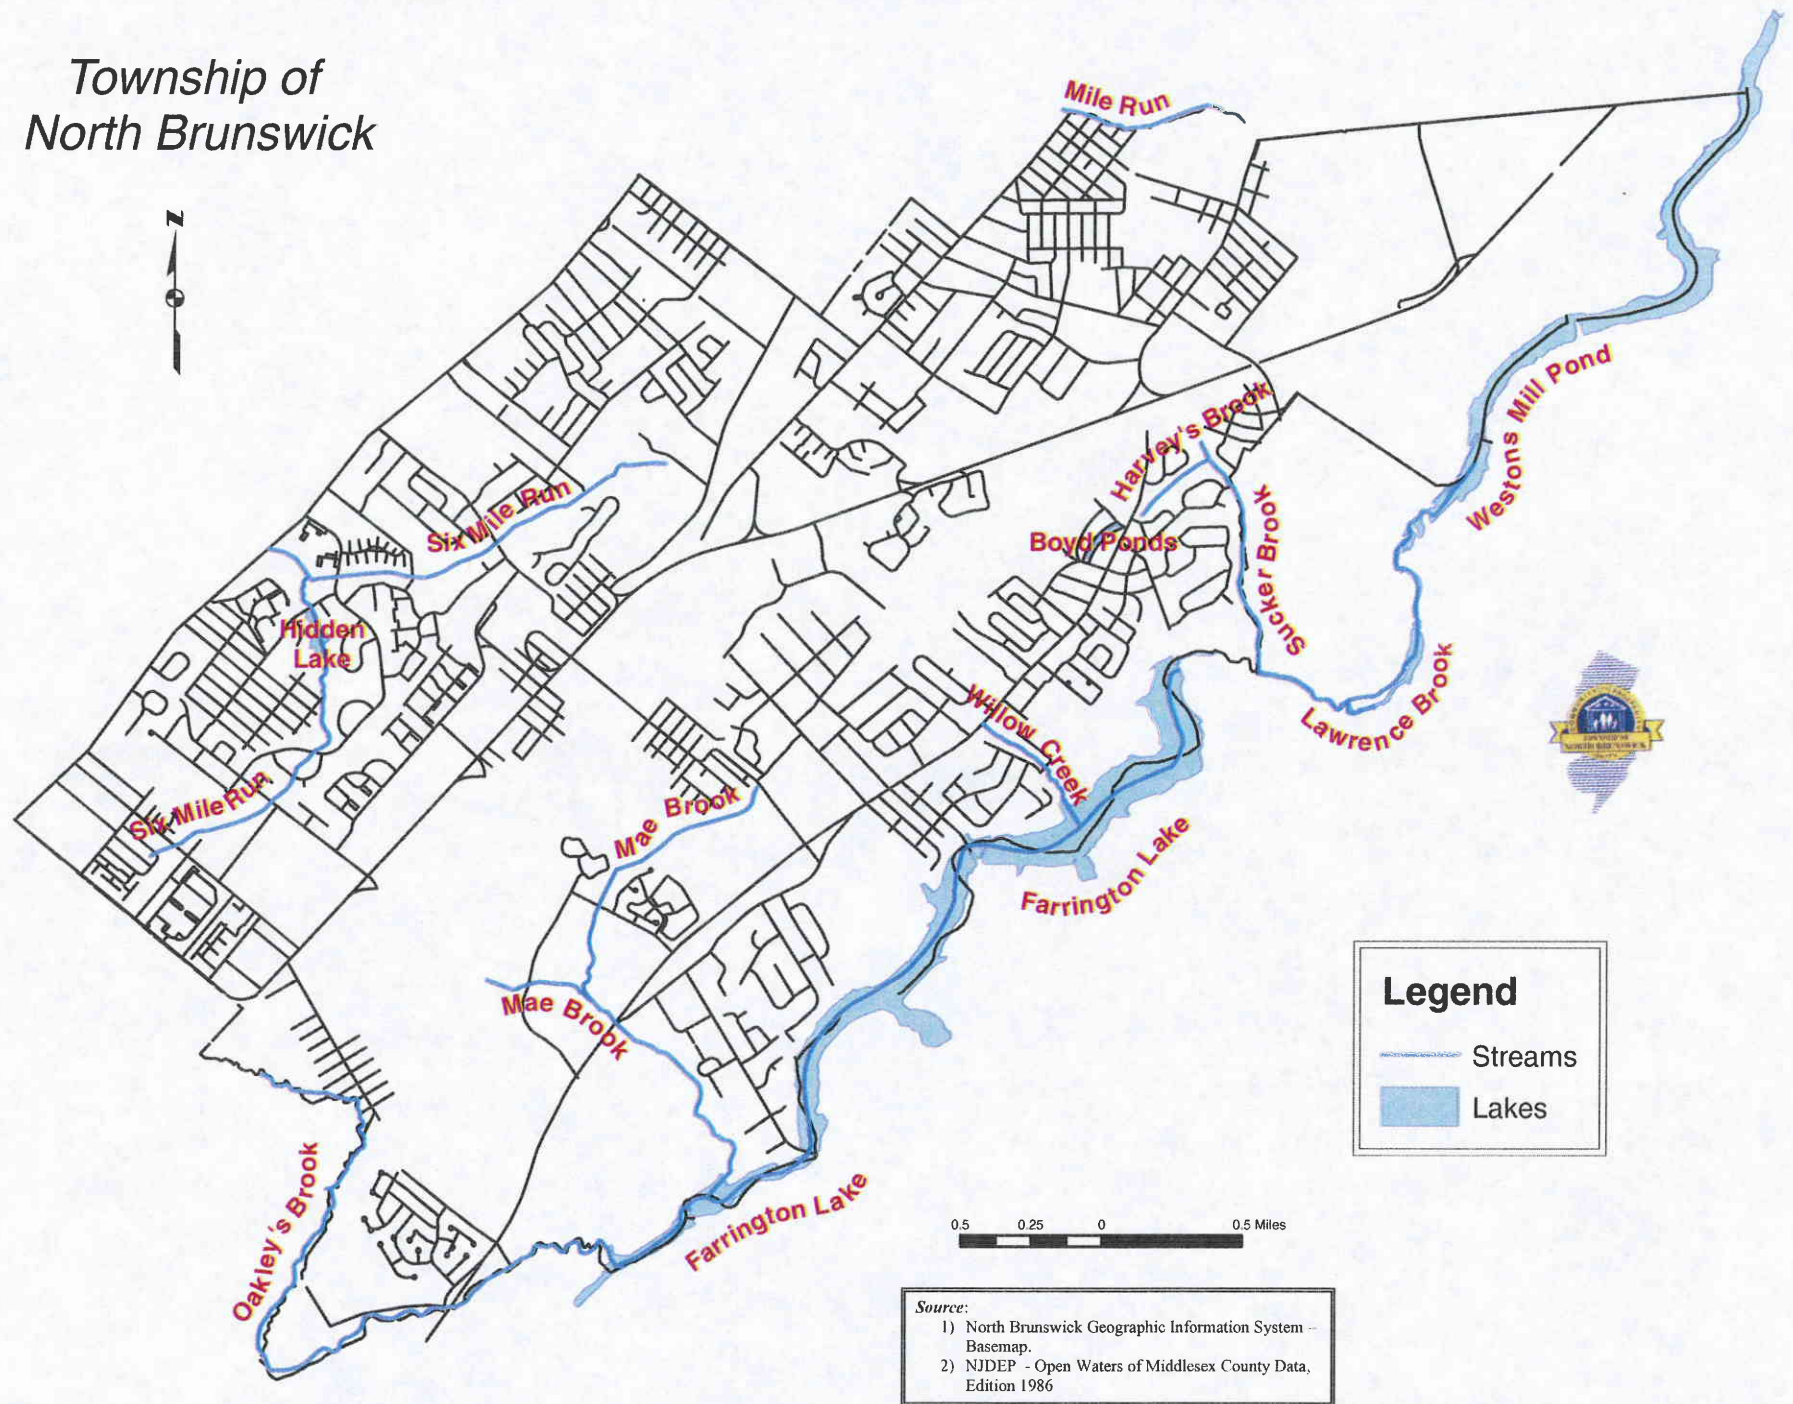 Township of
North Brunswick
N
Mile Run
Harvey's Brook
Westons Mill Pond
Six Mile Run
Boyd Ponds
Sucker Brook
Hidden
Lake
Willow Creek
Lawrence Brook
Six Mile Run
Mae Brook
Farrington Lake
Mae Brook
Oakley's Brook
Farrington Lake
Legend
Streams
Lakes
0.5 0.25 0 0.5 Miles
Source:
1) North Brunswick Geographic Information System –
Basemap.
2) NJDEP - Open Waters of Middlesex County Data,
Edition 1986